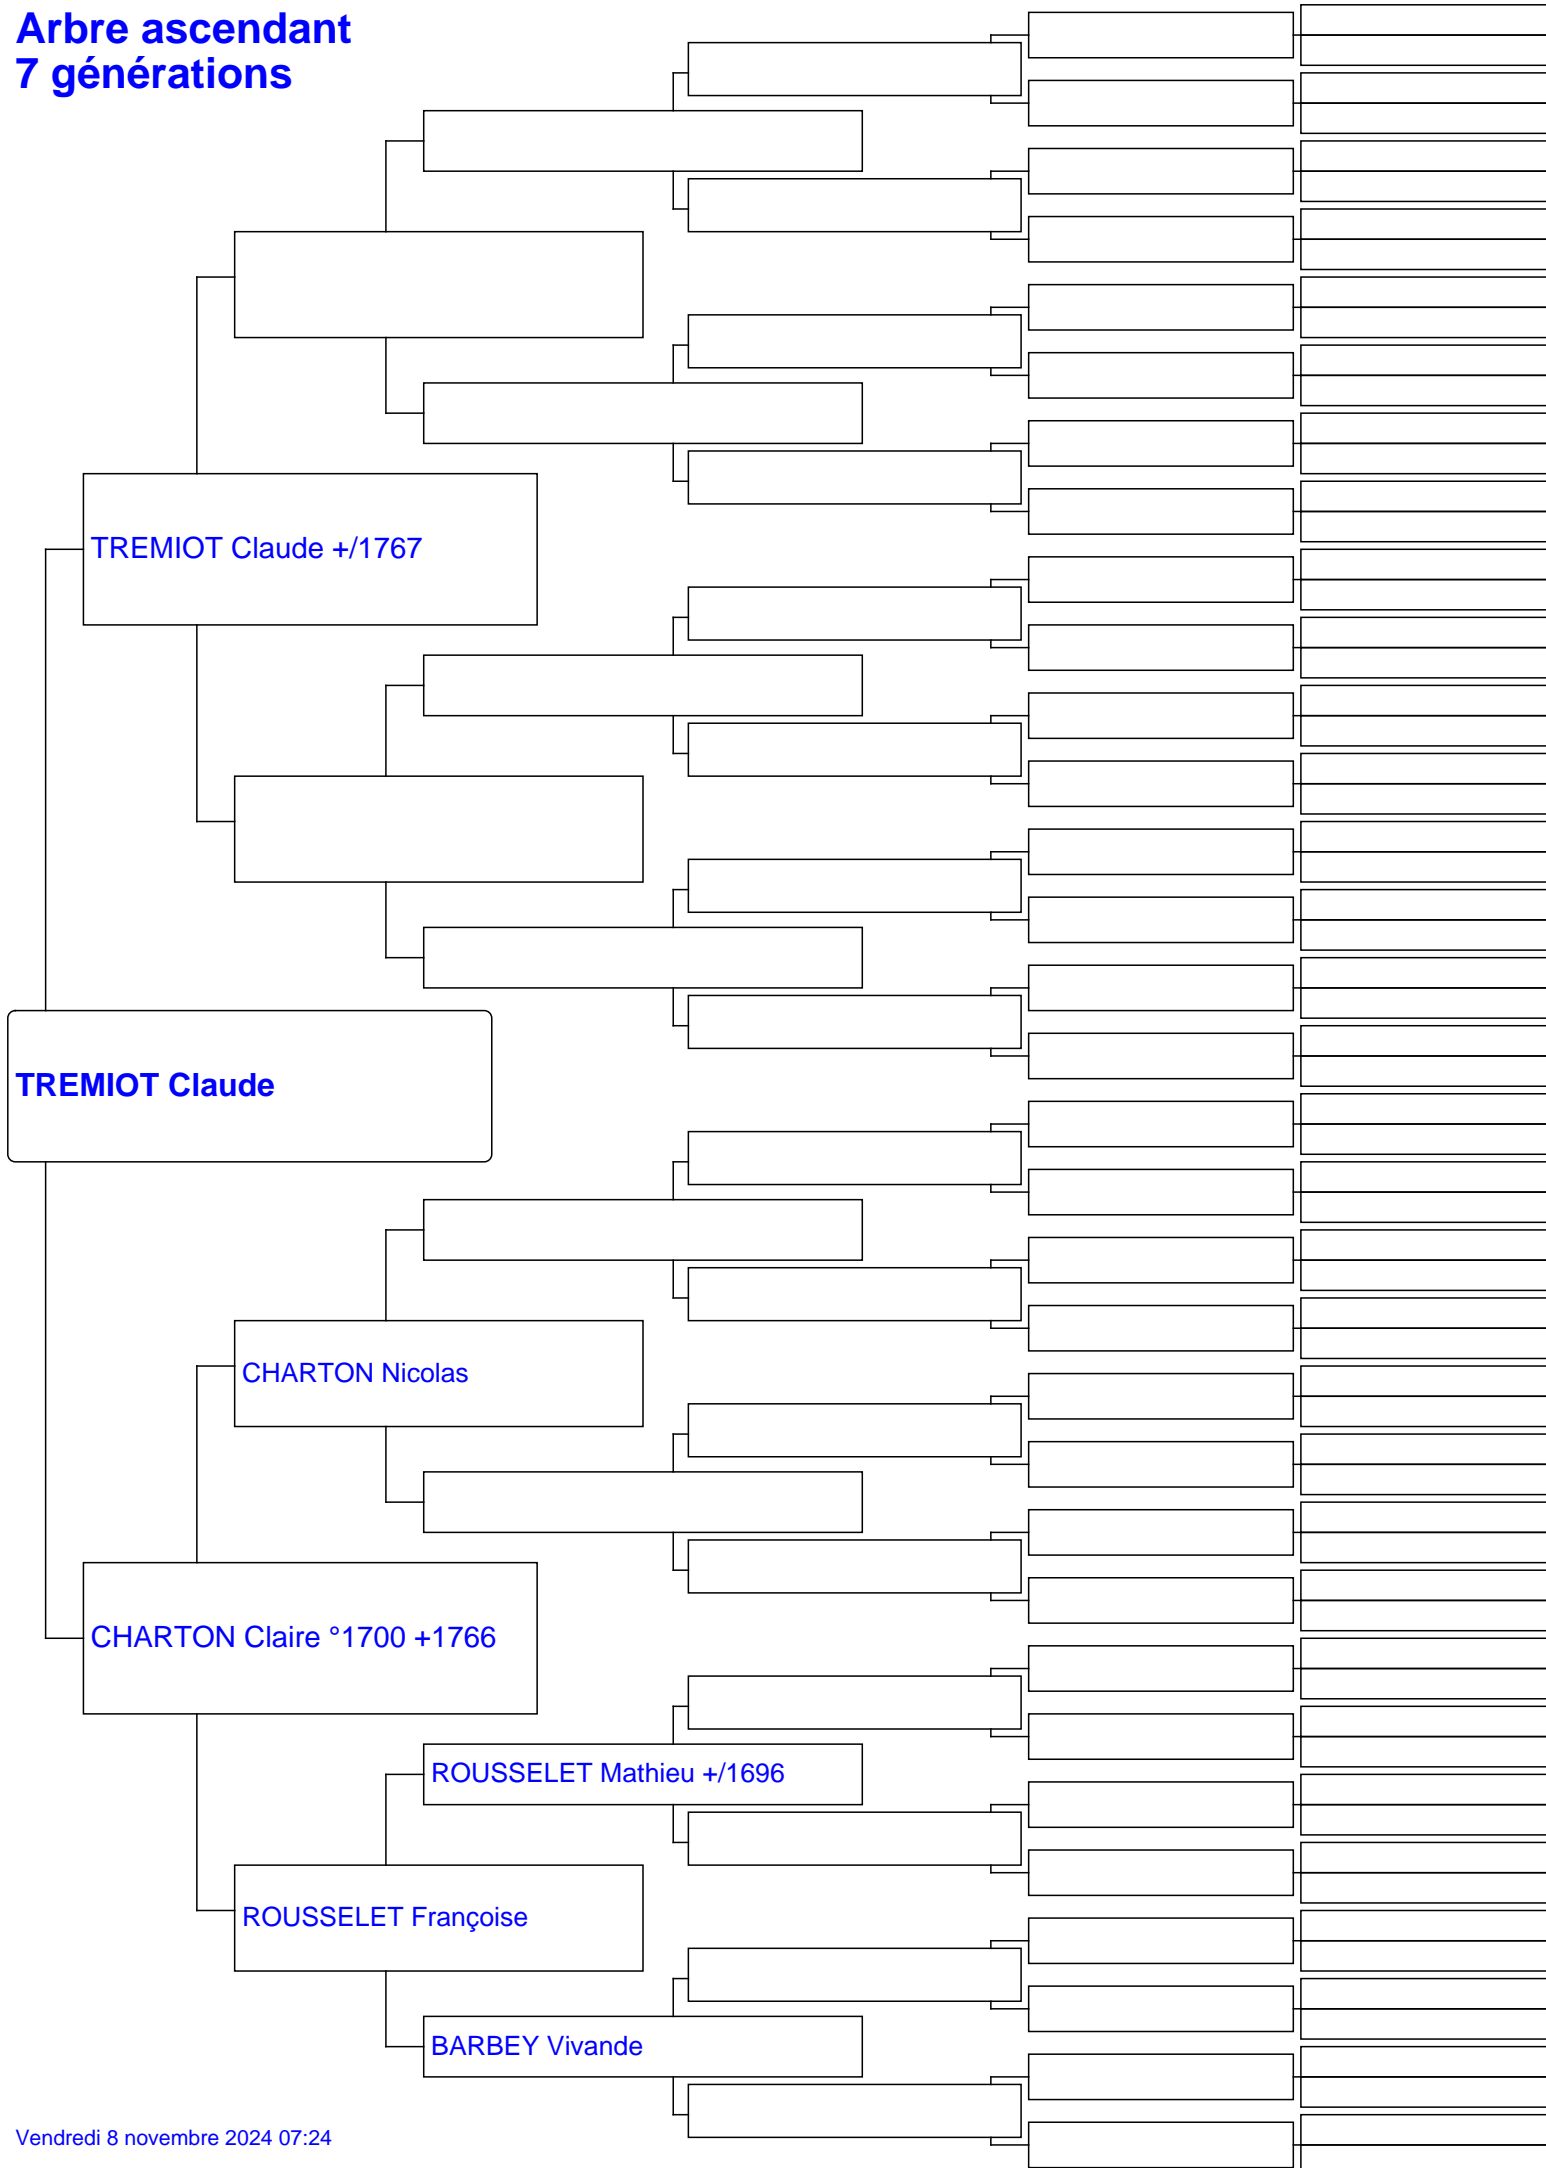 Arbre ascendant
7 générations
TREMIOT Claude +/1767
TREMIOT Claude
CHARTON Nicolas
CHARTON Claire °1700 +1766
ROUSSELET Mathieu +/1696
ROUSSELET Françoise
BARBEY Vivande
Vendredi 8 novembre 2024 07:24